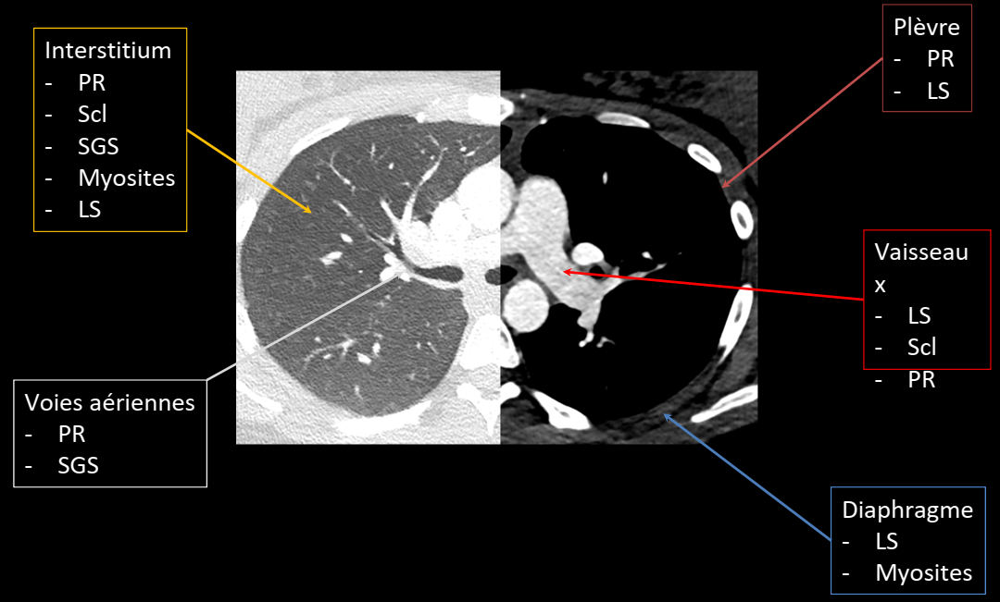 Interstitium
- PR
- Scl
- SGS
- Myosites
- LS
Voies aériennes
- PR
- SGS
Plèvre
- PR
- LS
Vaisseau
x
- LS
- Scl
- PR
Diaphragme
- LS
- Myosites